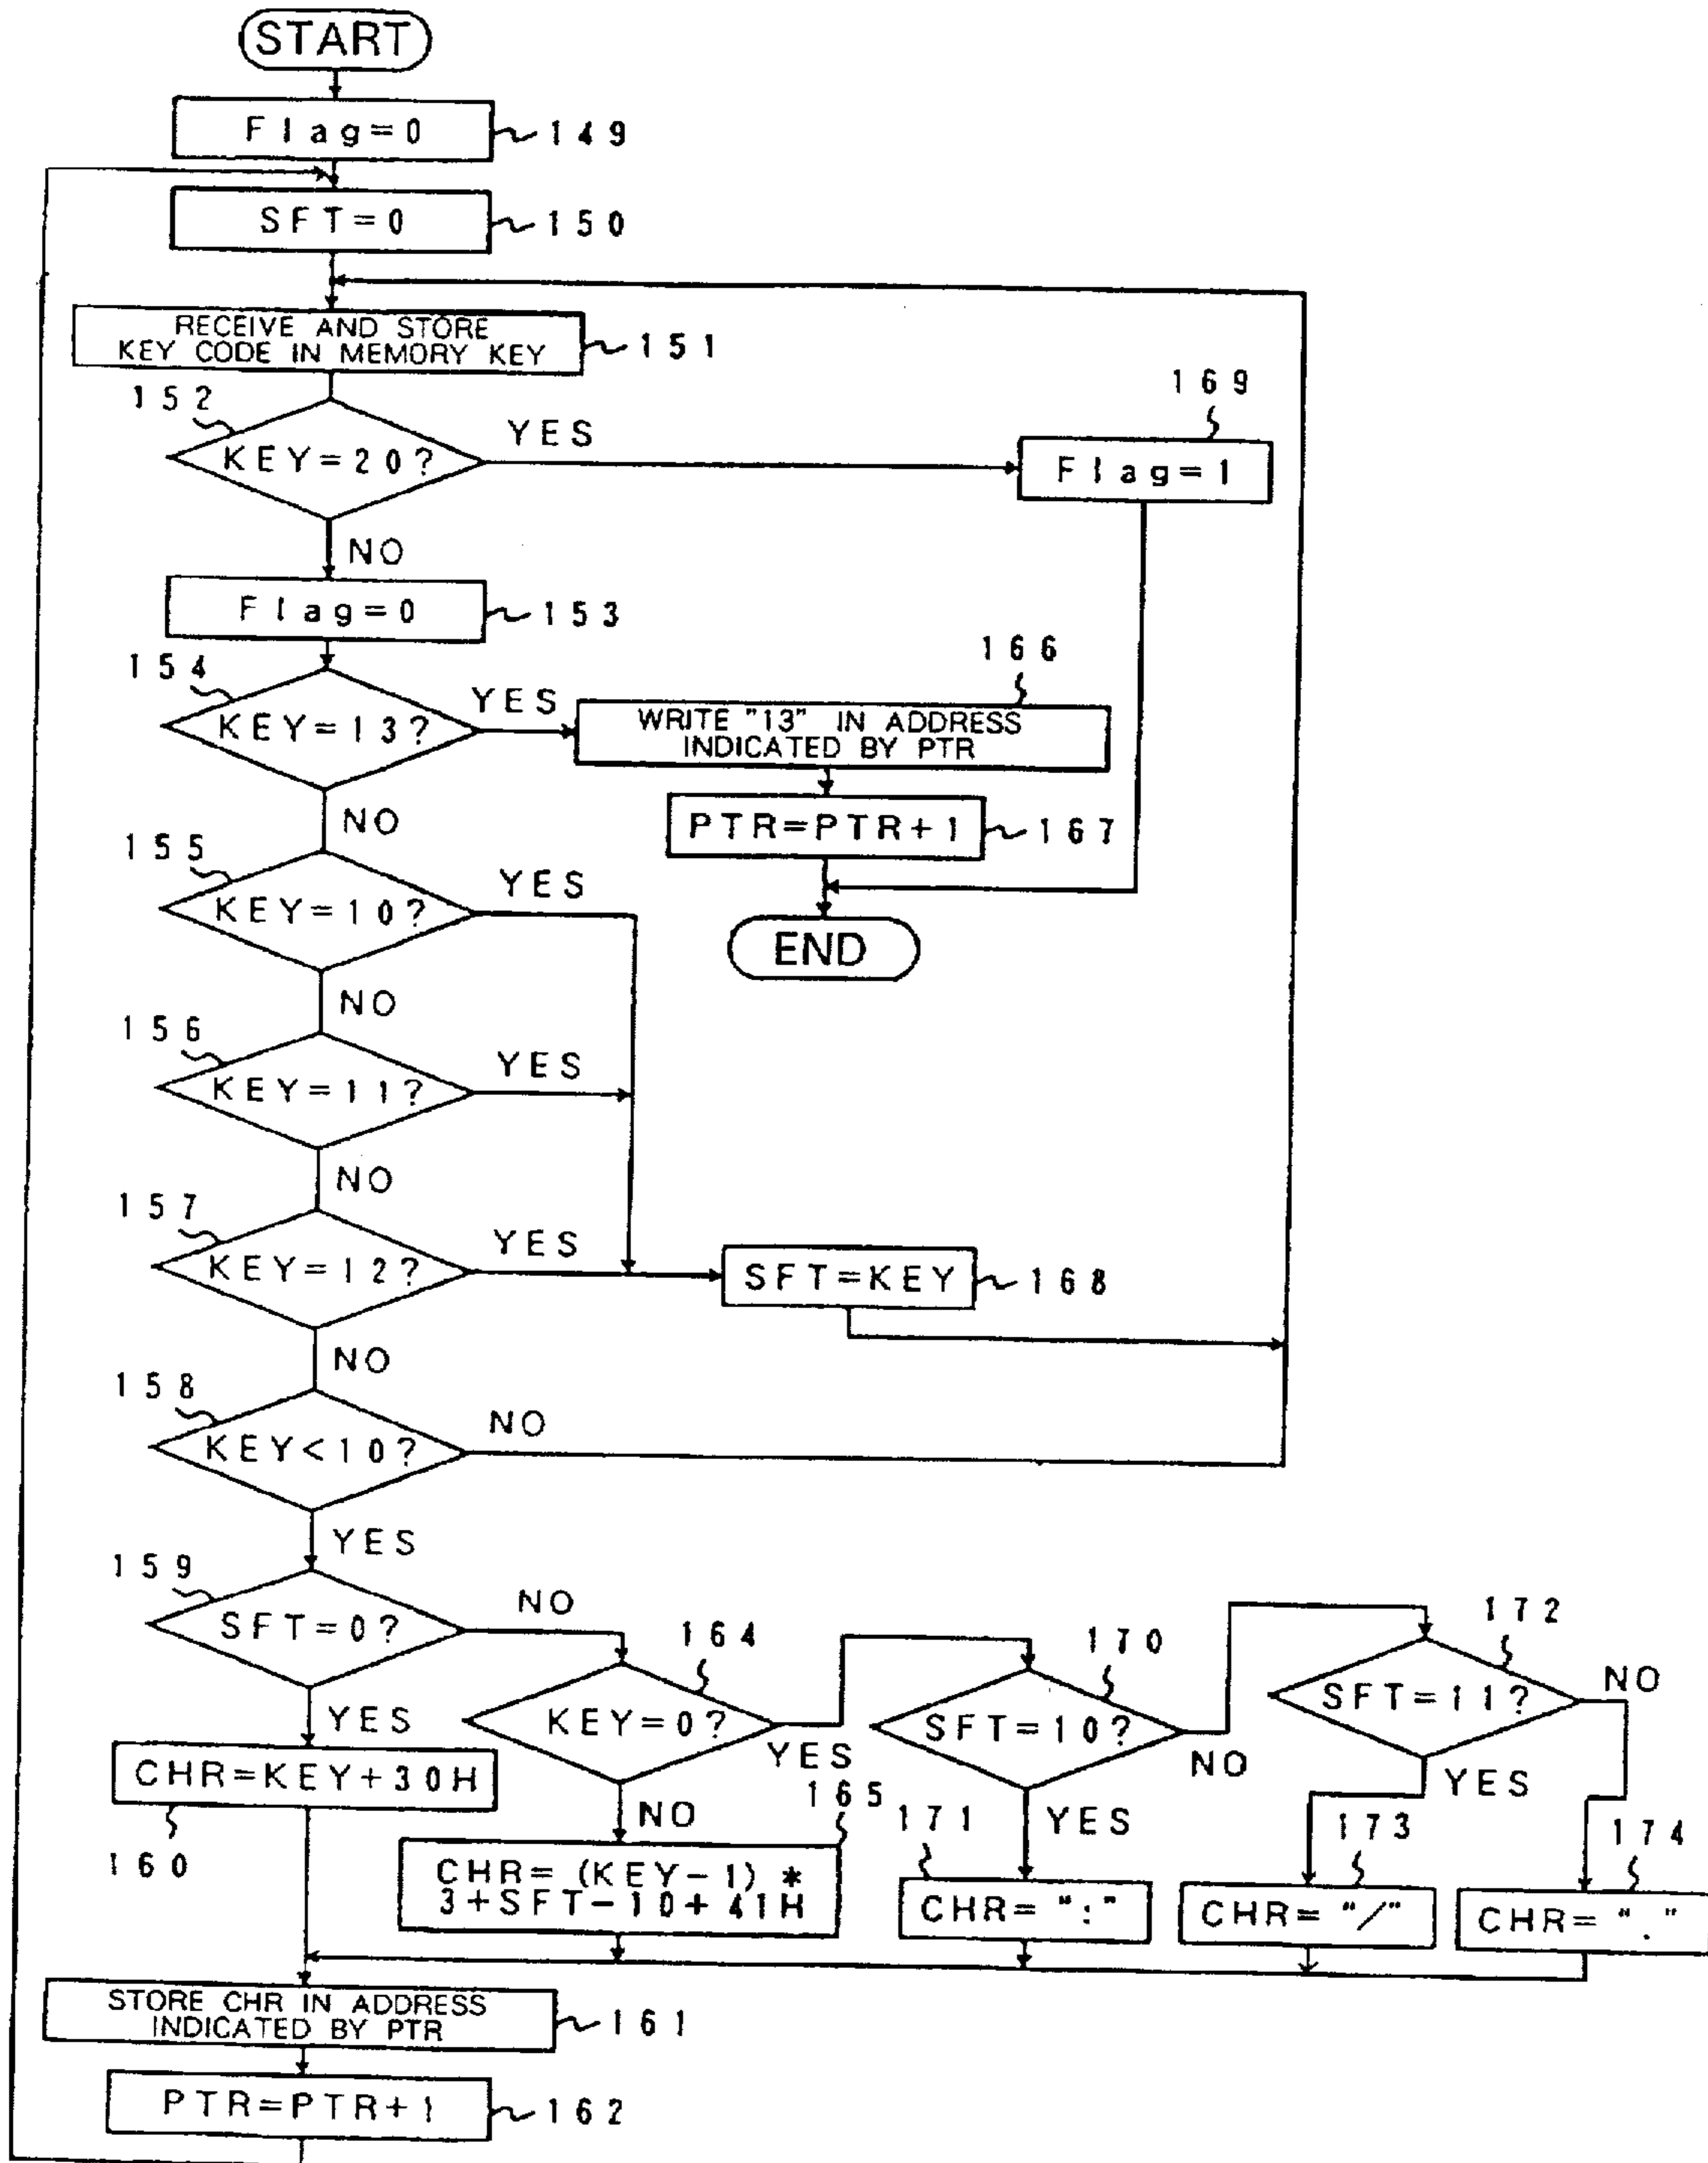 START
Flag=0
149
SFT=0
150
RECEIVE AND STORE
KEY CODE IN MEMORY KEY
151
152
KEY=20?
YES
169
Flag=1
NO
Flag=0
153
154
KEY=13?
YES
166
WRITE "13" IN ADDRESS
INDICATED BY PTR
PTR=PTR+1
167
END
NO
155
KEY=10?
YES
NO
156
KEY=11?
YES
NO
157
KEY=12?
YES
SFT=KEY
168
NO
158
KEY<10?
NO
YES
159
SFT=0?
NO
YES
CHR=KEY+30H
160
164
KEY=0?
YES
NO
165
CHR= (KEY-1) *
3+SFT-10+41H
170
SFT=10?
NO
YES
171
CHR= ":"
172
SFT=11?
NO
YES
173
CHR= "/"
174
CHR= "."
STORE CHR IN ADDRESS
INDICATED BY PTR
161
PTR=PTR+1
162